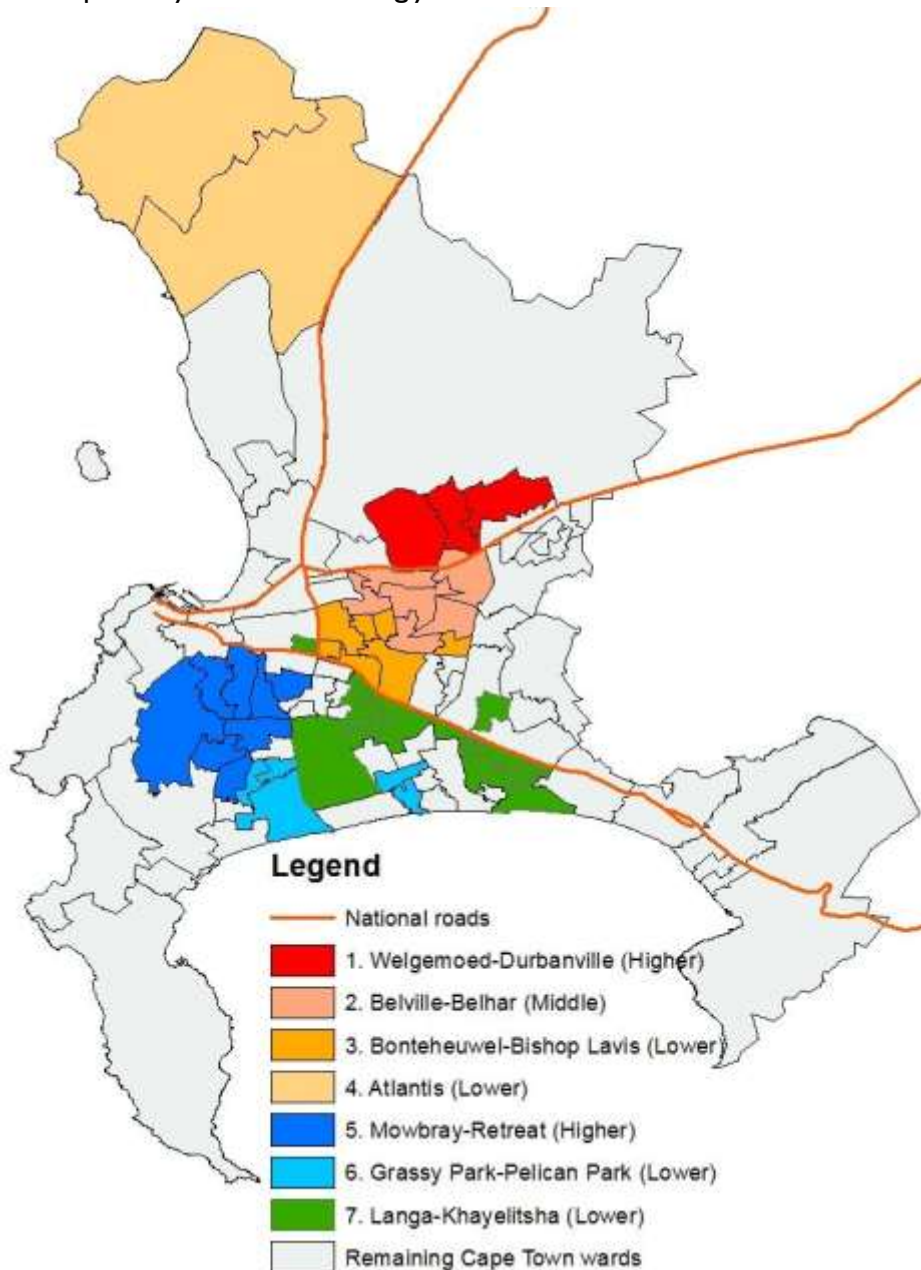 Legend
National roads
1. Welgemoed-Durbanville (Higher)
2. Belville-Belhar (Middle)
3. Bonteheuwel-Bishop Lavis (Lower)
4. Atlantis (Lower)
5. Mowbray-Retreat (Higher)
6. Grassy Park-Pelican Park (Lower)
7. Langa-Khayelitsha (Lower)
Remaining Cape Town wards